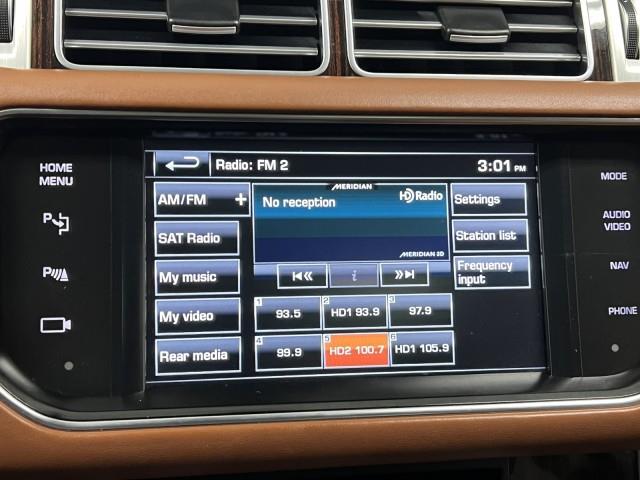 HOME
MENU
Radio: FM 2
3:01 PM
MODE
AM/FM +
MERIDIAN
HD Radio
No reception
Settings
AUDIO
VIDEO
SAT Radio
Station list
MERIDIAN 3D
My music
i
Frequency
input
NAV
My video
1 93.5
2 HD1 93.9
3 97.9
PHONE
Rear media
4 99.9
5 HD2 100.7
6 HD1 105.9
P
P